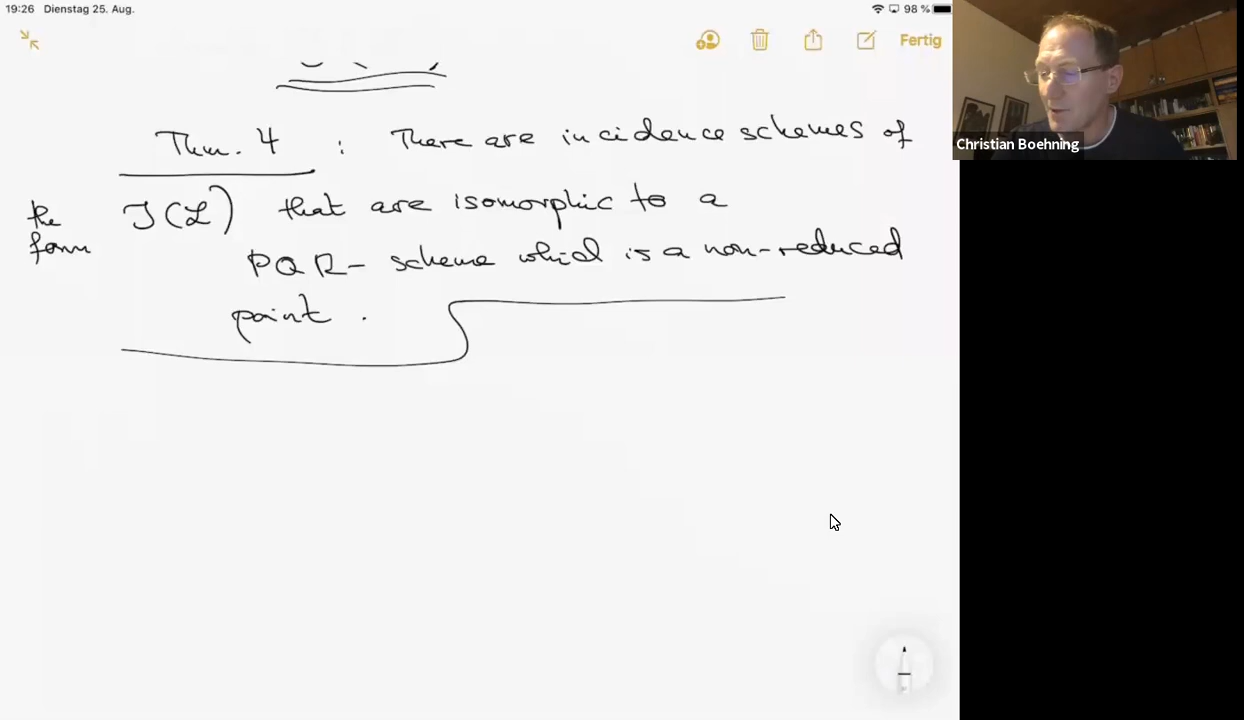 19:26 Dienstag 25. Aug.
98 %
Fertig
Christian Boehning
Thm. 4 : There are incidence schemes of
the form I(L) that are isomorphic to a
PQR- scheme which is a non-reduced
point.